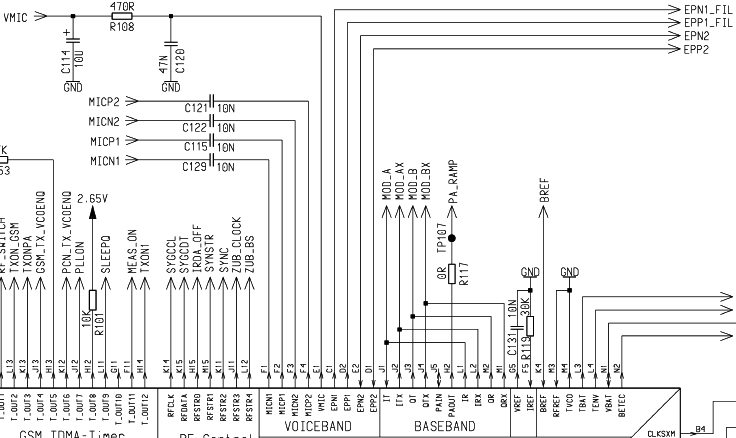 470R
R108
VMIC
EPN1_FIL
EPP1_FIL
EPN2
EPP2
C114
10U
+
GND
47N
C120
GND
MICP2
C121 10N
MICN2
C122 10N
MICP1
C115 10N
MICN1
C129 10N
53
2.65V
RF_SWITCH
TXON_GSM
TXONPA
GSM_TX_VCOENQ
PCN_TX_VCOENQ
PLLON
SLEEPQ
MEAS_ON
TXON1
SYGCCL
SYGCDT
IRDA_OFF
SYNSTR
SYNC
ZUB_CLOCK
ZUB_BS
10K
R101
MOD_A
MOD_AX
MOD_B
MOD_BX
PA_RAMP
TP107
0R
R117
BREF
GND
GND
C131
10N
30K
R119
L13 K13 J13 H13 K12 J12 H12 L11 G11 F13 H14 K14 K15 H15 M15 K11 J11 L12 F1 F2 F3 F4 E1 C1 D2 E2 D1 J1 J2 J3 J4 J5 H2 L1 L2 M2 M1 G5 F5 K4 M3 M4 L3 L4 N1 N2
T_OUT1
T_OUT2
T_OUT3
T_OUT4
T_OUT5
T_OUT6
T_OUT7
T_OUT8
T_OUT9
T_OUT10
T_OUT11
T_OUT12
RFCLK
RFDATA
RFSTR0
RFSTR1
RFSTR2
RFSTR3
RFSTR4
MICN1
MICP1
MICN2
MICP2
VMIC
EPN1
EPP1
EPN2
EPP2
IT
ITX
QT
QTX
PAIN
PAOUT
IR
IRX
QR
QRX
VREF
IREF
BREF
RFREF
TVCO
TBAT
TENV
VBAT
BETEC
GSM TDMA-Timer
RF Control
VOICEBAND
BASEBAND
CLKSXM
B4